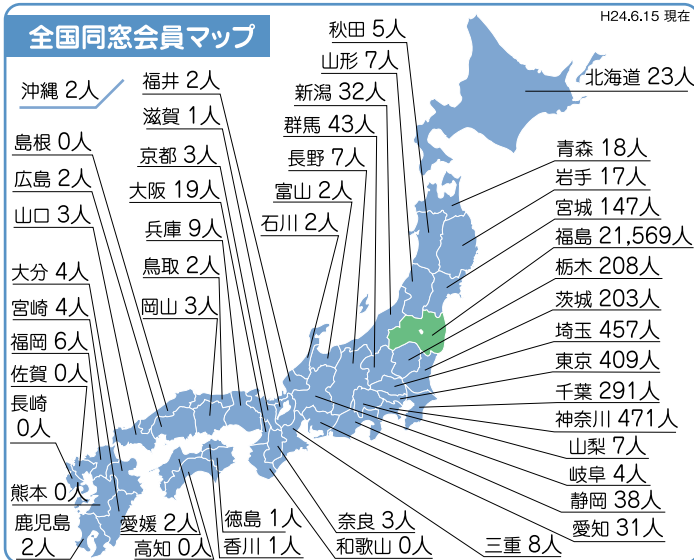 全国同窓会員マップ
H24.6.15 現在
沖縄 2人
福井 2人
滋賀 1人
京都 3人
大阪 19人
兵庫 9人
鳥取 2人
岡山 3人
島根 0人
広島 2人
山口 3人
大分 4人
宮崎 4人
福岡 6人
佐賀 0人
長崎
0人
熊本 0人
鹿児島
2人
秋田 5人
山形 7人
新潟 32人
群馬 43人
長野 7人
富山 2人
石川 2人
北海道 23人
青森 18人
岩手 17人
宮城 147人
福島 21,569人
栃木 208人
茨城 203人
埼玉 457人
東京 409人
千葉 291人
神奈川 471人
山梨 7人
岐阜 4人
静岡 38人
愛知 31人
三重 8人
愛媛 2人
高知 0人
徳島 1人
香川 1人
奈良 3人
和歌山 0人